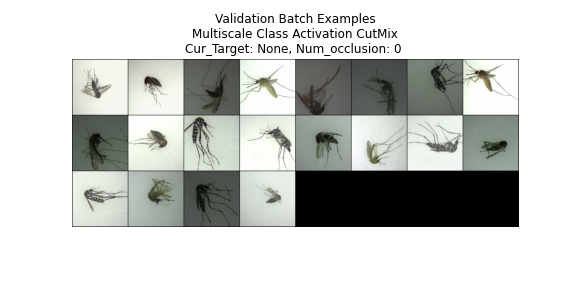 Validation Batch Examples
Multiscale Class Activation CutMix
Cur_Target: None, Num_occlusion: 0